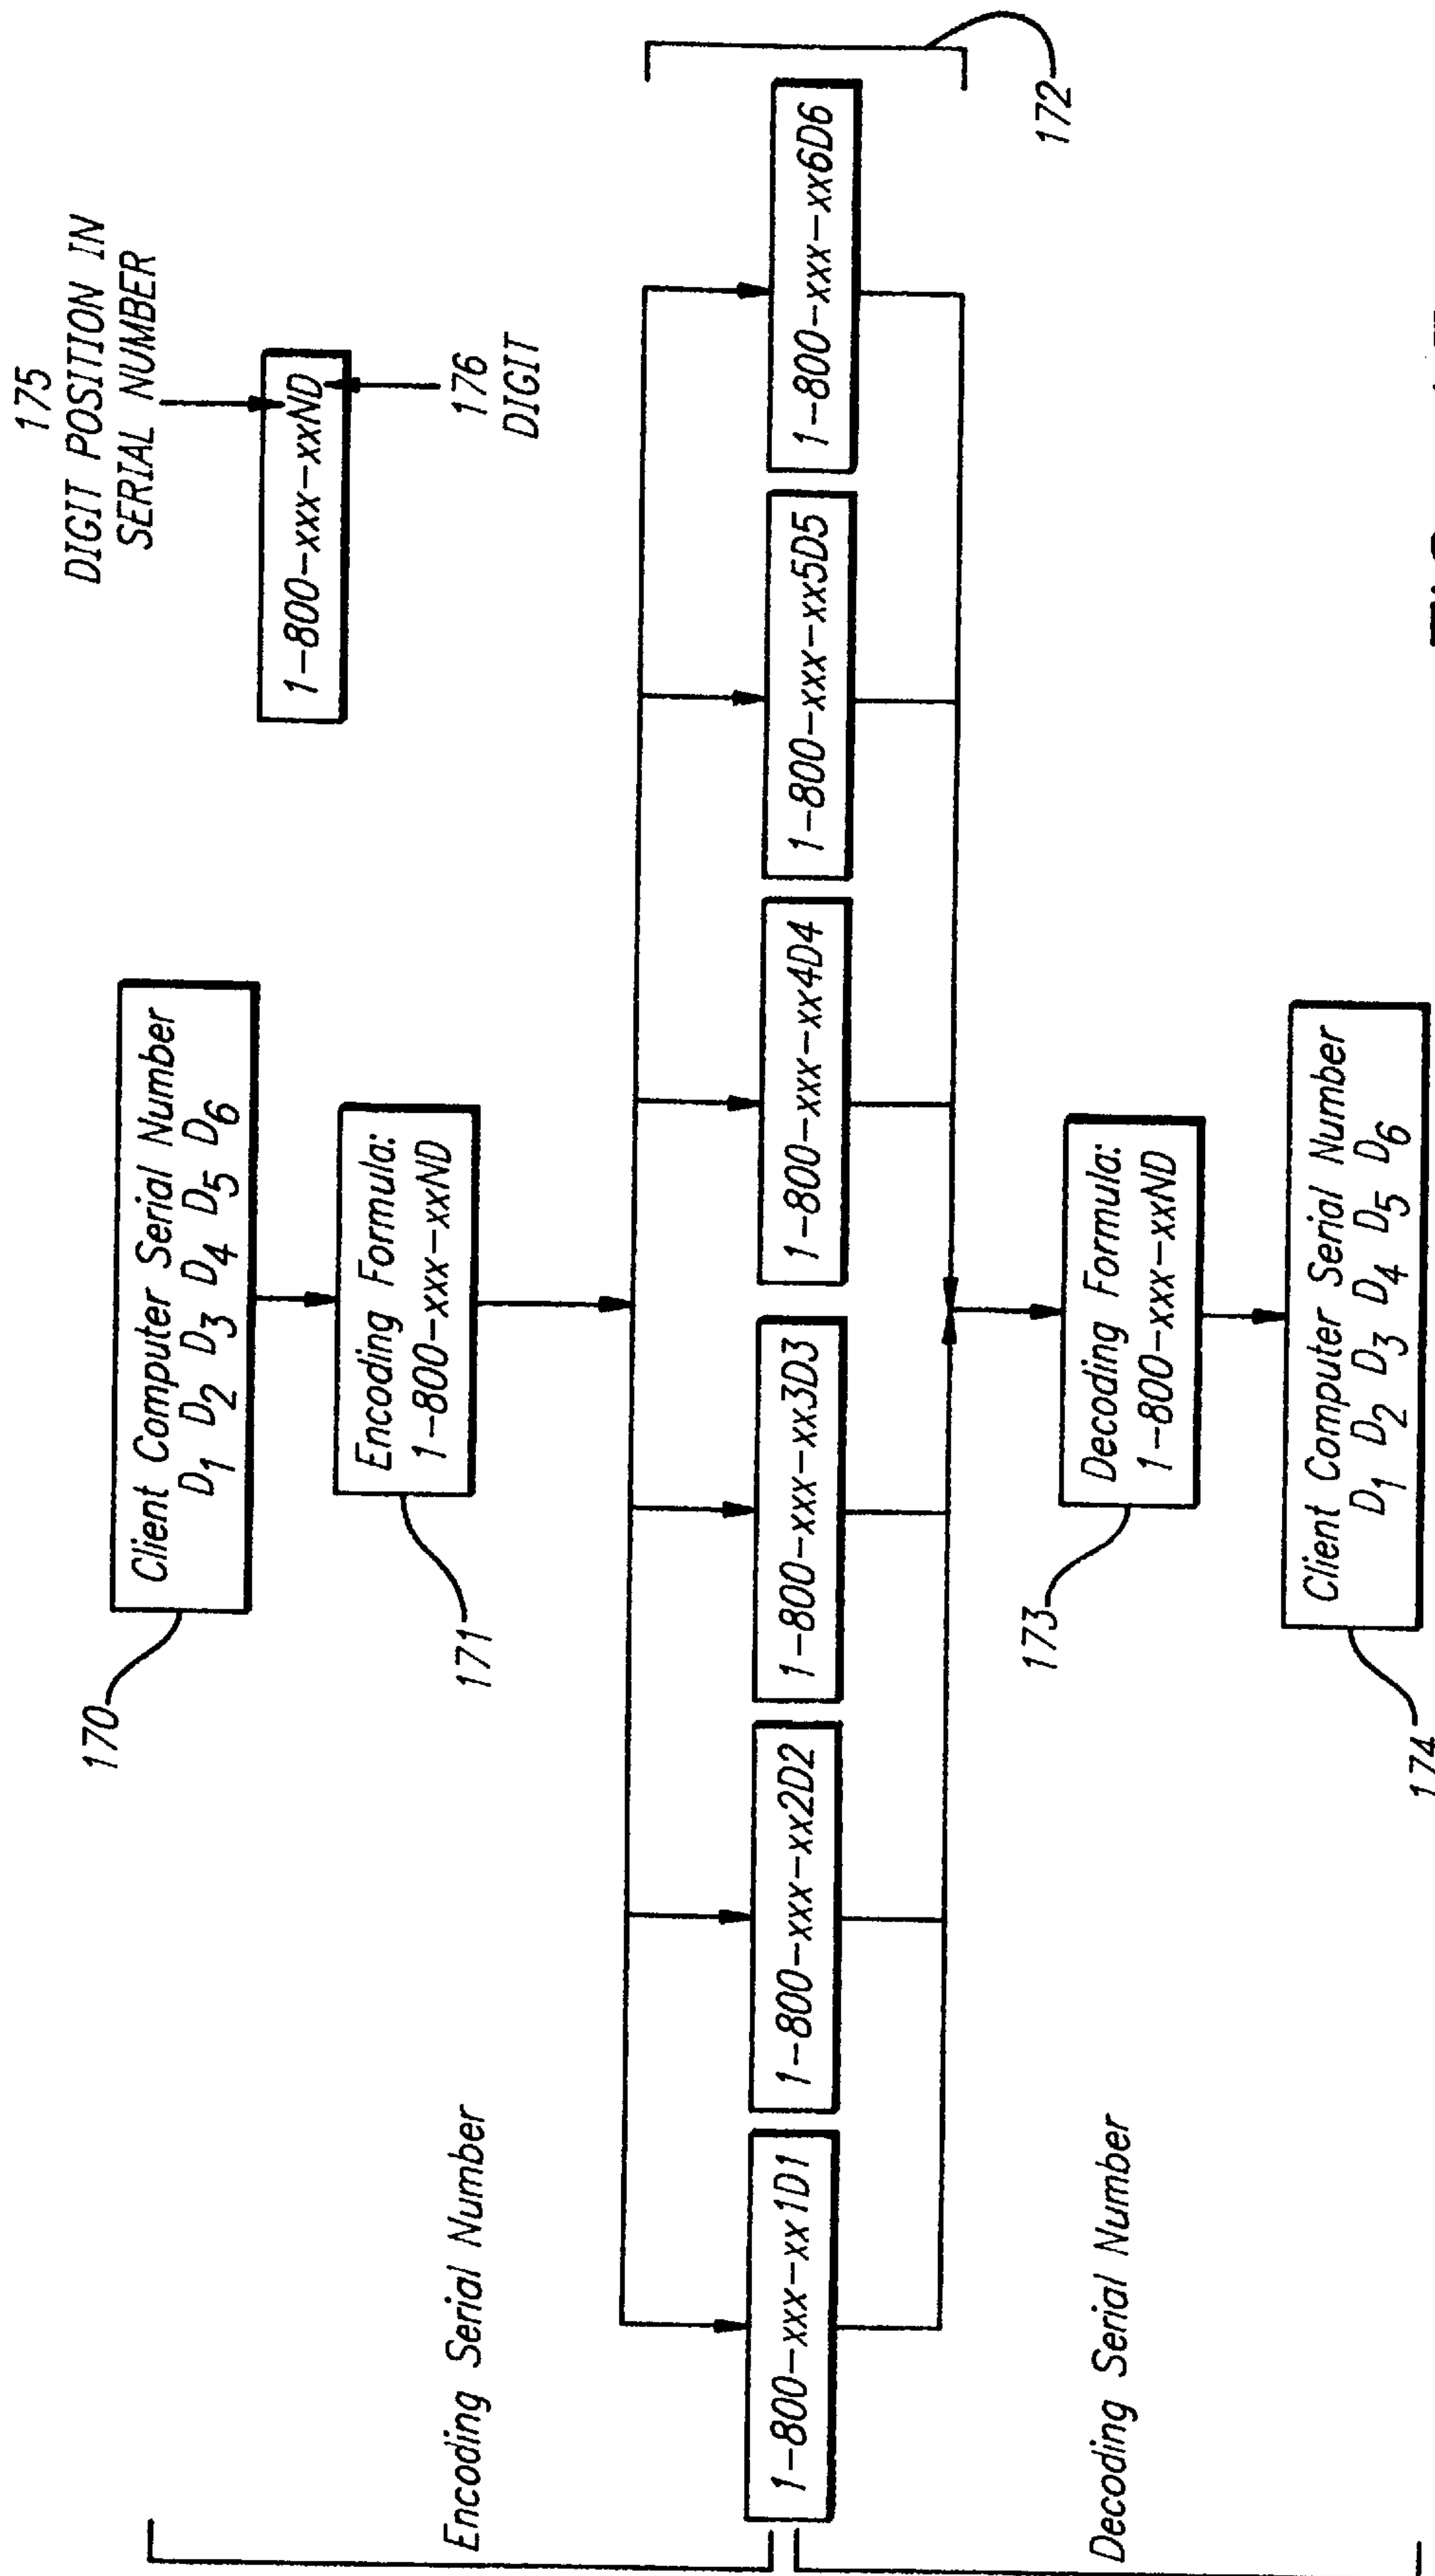 175
DIGIT POSITION IN
SERIAL NUMBER
1-800-xxx-xxND
176
DIGIT
170
Client Computer Serial Number
D1 D2 D3 D4 D5 D6
171
Encoding Formula:
1-800-xxx-xxND
Encoding Serial Number
1-800-xxx-xx1D1
1--800-xxx-xx2D2
1-800-xxx-xx3D3
1-800-xxx-xx4D4
1-800-xxx-xx5D5
1-800-xxx-xx6D6
172
Decoding Serial Number
173
Decoding Formula:
1-800-xxx-xxND
174
Client Computer Serial Number
D1 D2 D3 D4 D5 D6